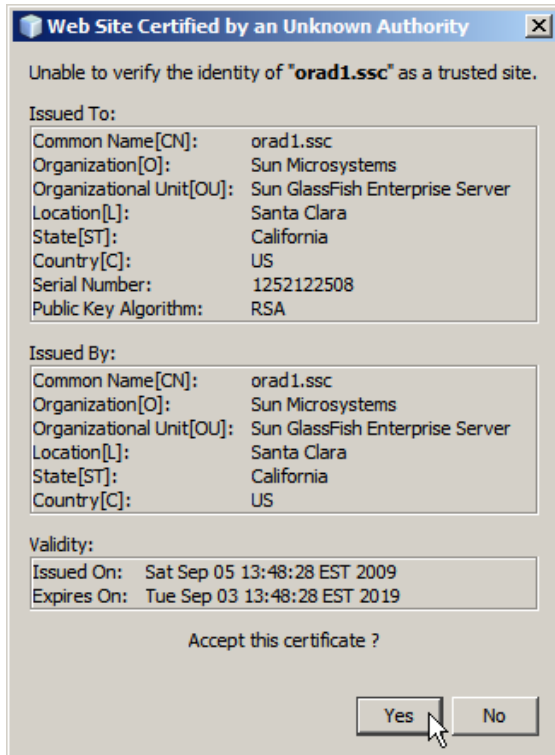 Web Site Certified by an Unknown Authority
Unable to verify the identity of "orad1.ssc" as a trusted site.
Issued To:
Common Name[CN]: orad1.ssc
Organization[O]: Sun Microsystems
Organizational Unit[OU]: Sun GlassFish Enterprise Server
Location[L]: Santa Clara
State[ST]: California
Country[C]: US
Serial Number: 1252122508
Public Key Algorithm: RSA
Issued By:
Common Name[CN]: orad1.ssc
Organization[O]: Sun Microsystems
Organizational Unit[OU]: Sun GlassFish Enterprise Server
Location[L]: Santa Clara
State[ST]: California
Country[C]: US
Validity:
Issued On: Sat Sep 05 13:48:28 EST 2009
Expires On: Tue Sep 03 13:48:28 EST 2019
Accept this certificate ?
Yes No